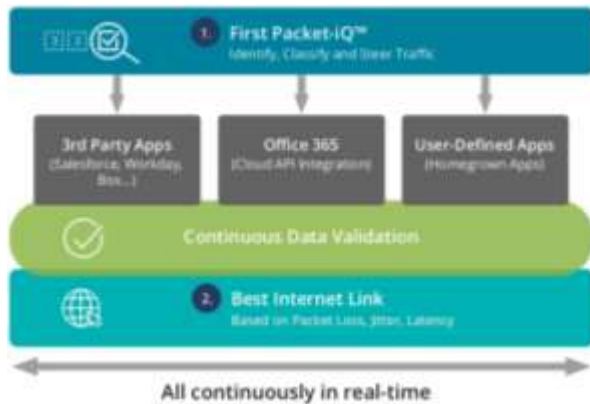 1. First Packet-iQ™
Identify, Classify and Steer Traffic
3rd Party Apps
(Salesforce, Workday,
Box...)
Office 365
(Cloud API Integration)
User-Defined Apps
(Homegrown Apps)
Continuous Data Validation
2. Best Internet Link
Based on Packet Loss, Jitter, Latency
All continuously in real-time